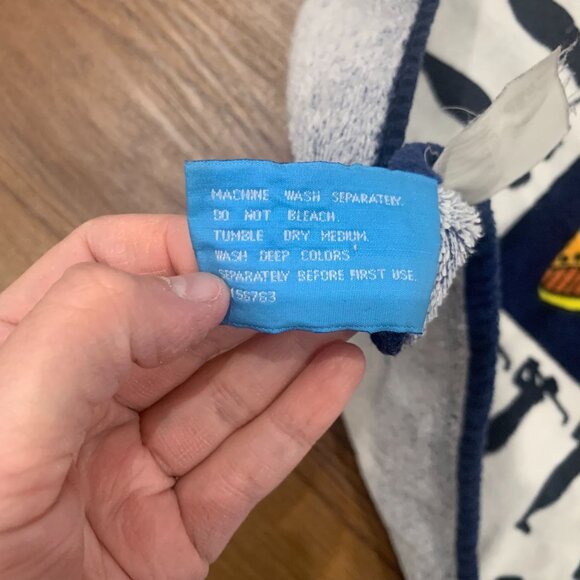 MACHINE WASH SEPARATELY.
DO NOT BLEACH.
TUMBLE DRY MEDIUM.
WASH DEEP COLORS
SEPARATELY BEFORE FIRST USE.